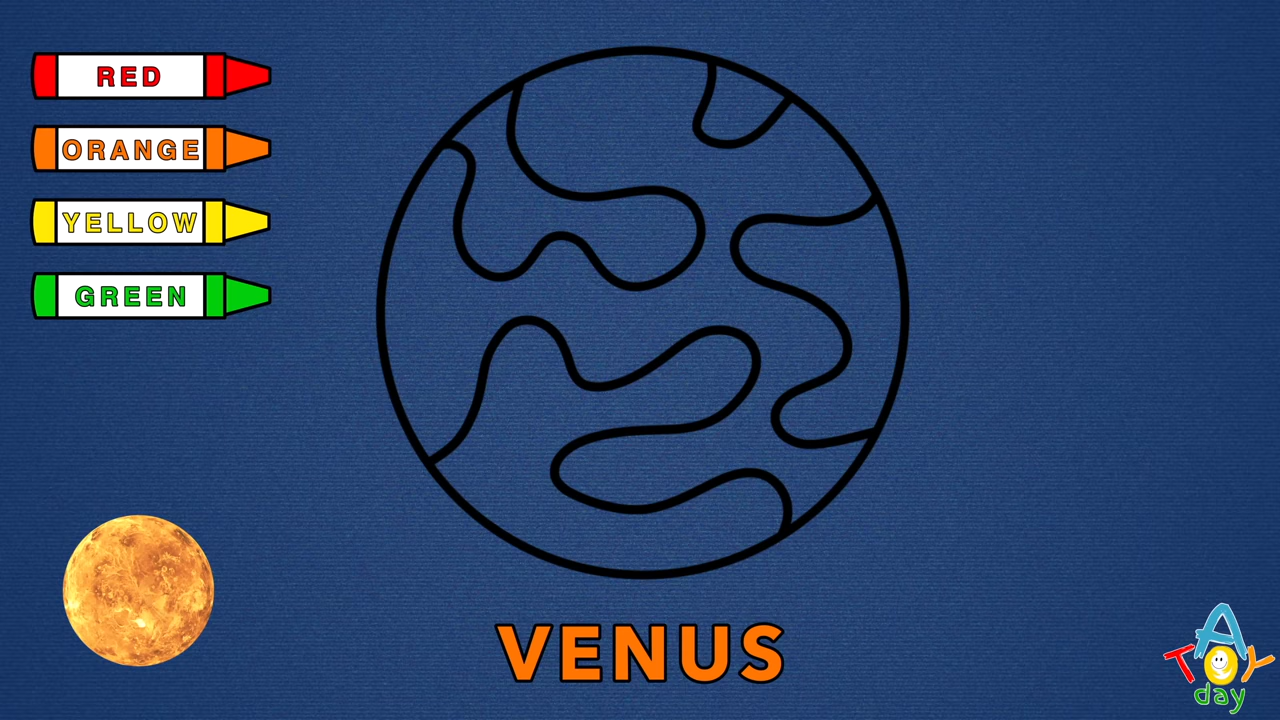 RED
ORANGE
YELLOW
GREEN
VENUS
A
TOY
day